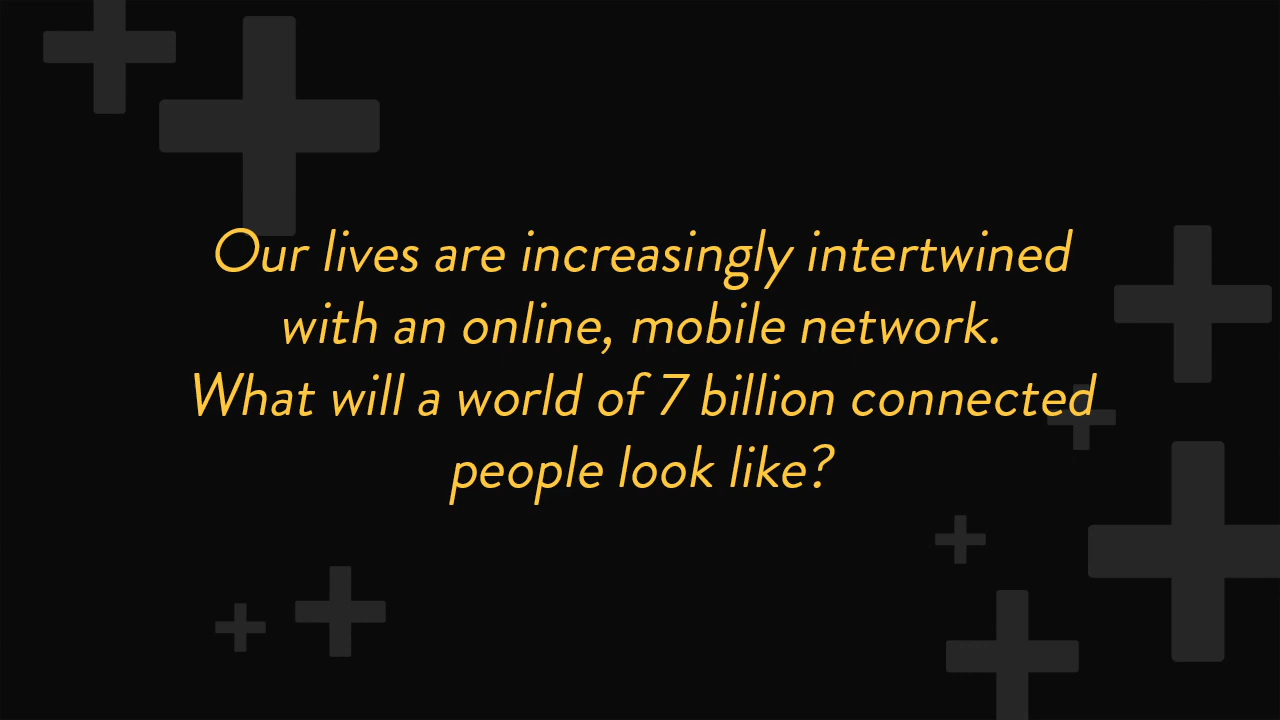 Our lives are increasingly intertwined
with an online, mobile network.
What will a world of 7 billion connected
people look like?